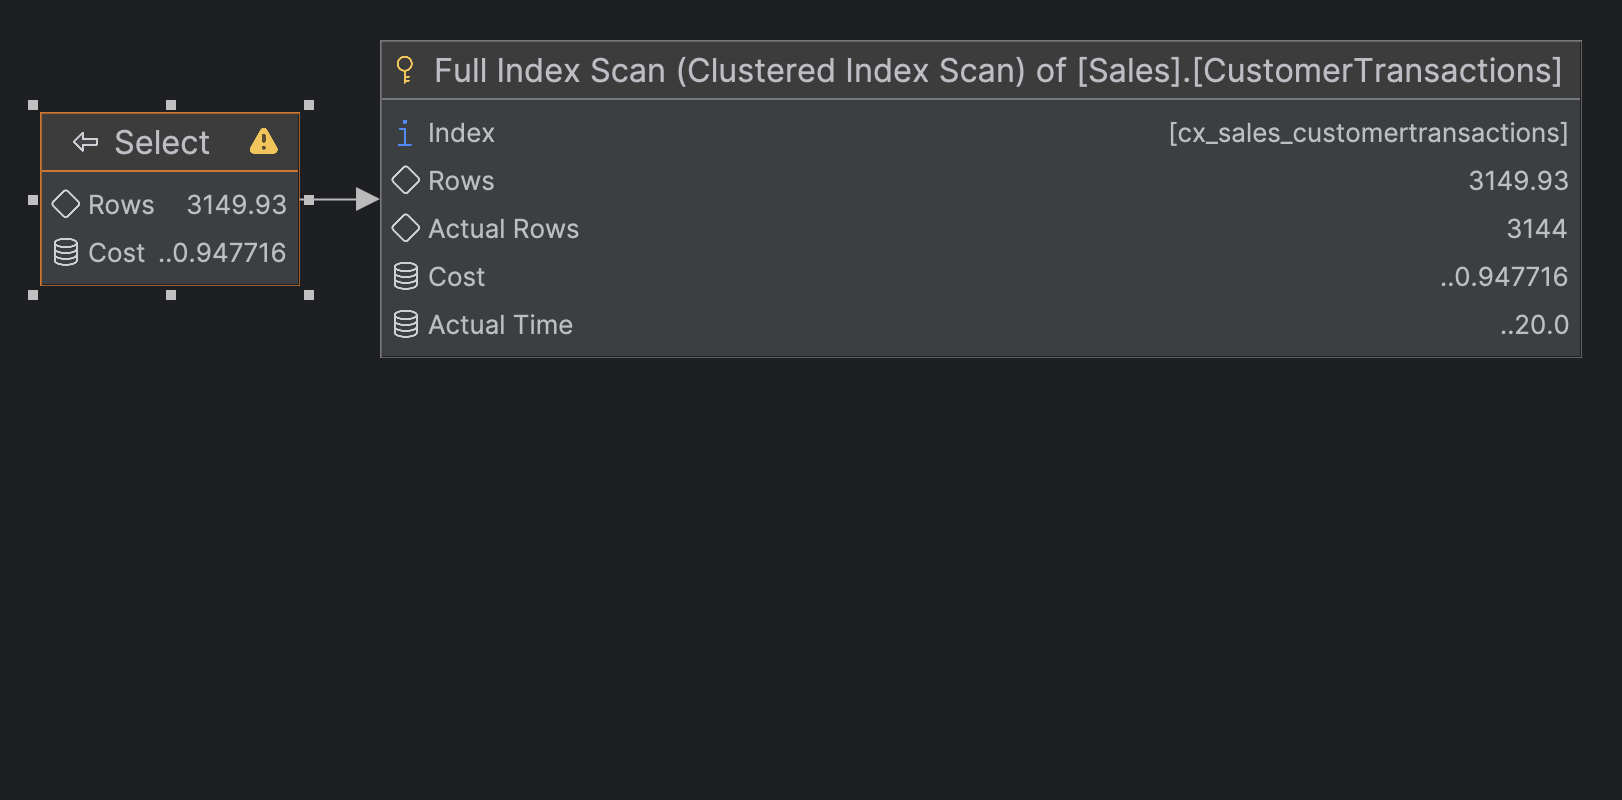 Select
Rows 3149.93
Cost ..0.947716
Full Index Scan (Clustered Index Scan) of [Sales].[CustomerTransactions]
Index [cx_sales_customertransactions]
Rows 3149.93
Actual Rows 3144
Cost ..0.947716
Actual Time ..20.0